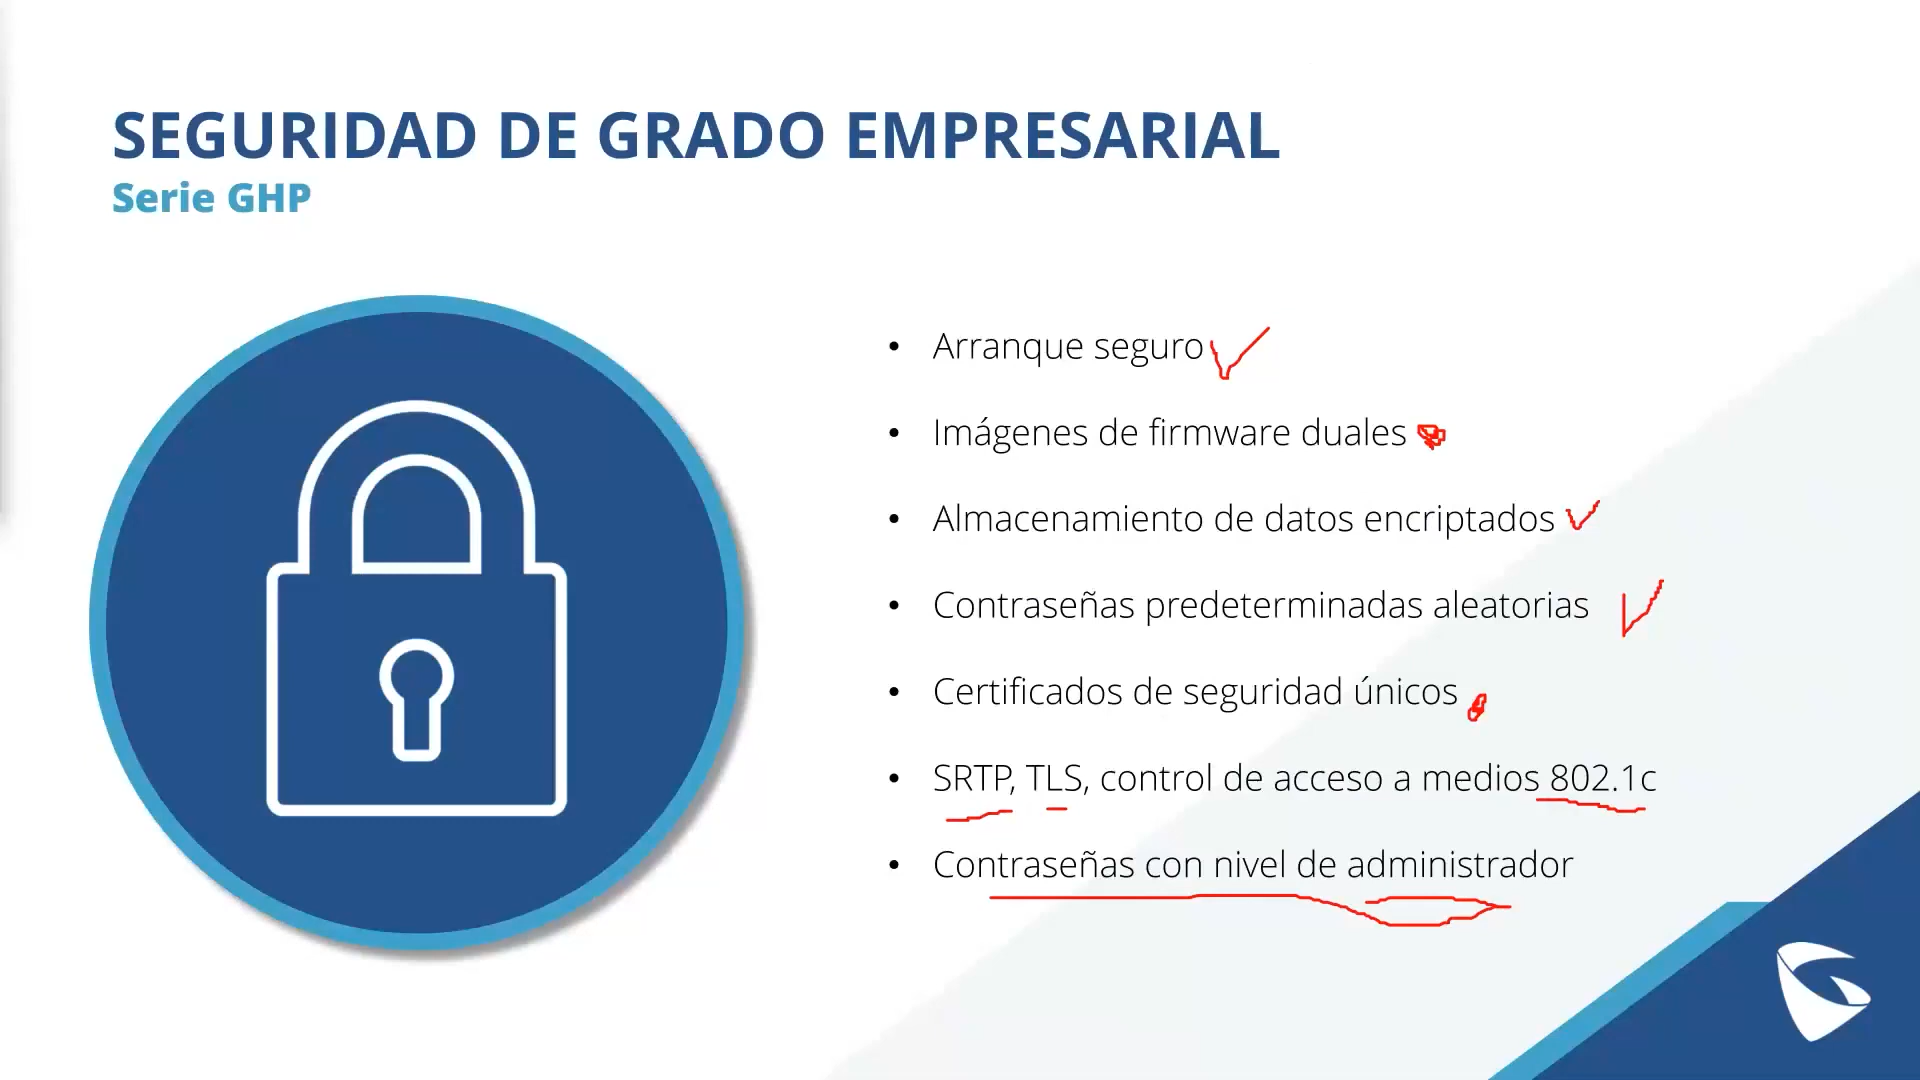 SEGURIDAD DE GRADO EMPRESARIAL
Serie GHP
• Arranque seguro
• Imágenes de firmware duales
• Almacenamiento de datos encriptados
• Contraseñas predeterminadas aleatorias
• Certificados de seguridad únicos
• SRTP, TLS, control de acceso a medios 802.1c
• Contraseñas con nivel de administrador